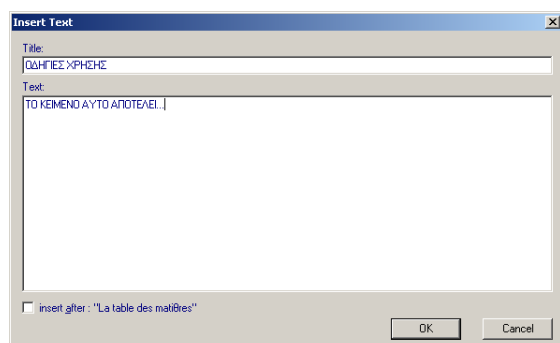 Insert Text
Title:
ΟΔΗΓΙΕΣ ΧΡΗΣΗΣ
Text:
ΤΟ ΚΕΙΜΕΝΟ ΑΥΤΟ ΑΠΟΤΕΛΕΙ...
insert after : "La table des matiθres"
OK
Cancel